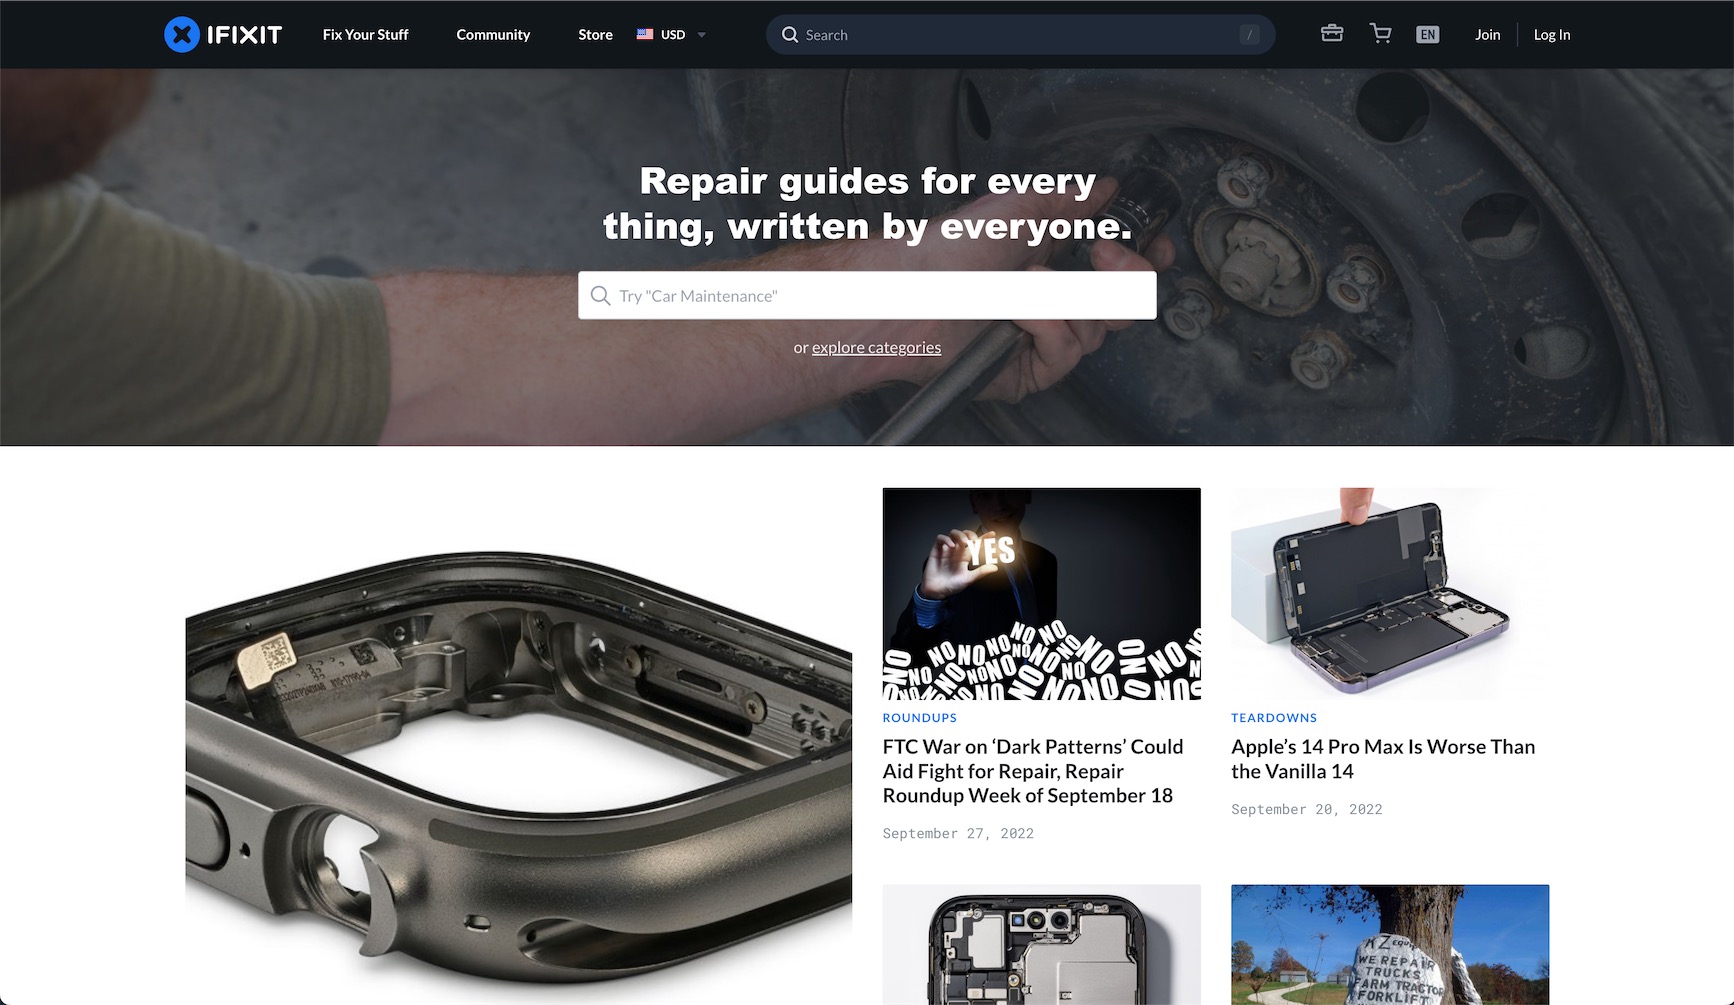 IFIXIT
Fix Your Stuff
Community
Store
USD
Search
/
EN
Join
Log In
Repair guides for every
thing, written by everyone.
Try "Car Maintenance"
or explore categories
YES
NO NO NO NO NO NO NO NO NO NO NO NO
ROUNDUPS
FTC War on ‘Dark Patterns’ Could
Aid Fight for Repair, Repair
Roundup Week of September 18
September 27, 2022
TEARDOWNS
Apple’s 14 Pro Max Is Worse Than
the Vanilla 14
September 20, 2022
KZ
WE REPAIR
TRUCKS
FARM TRACTOR
FORKLIFT